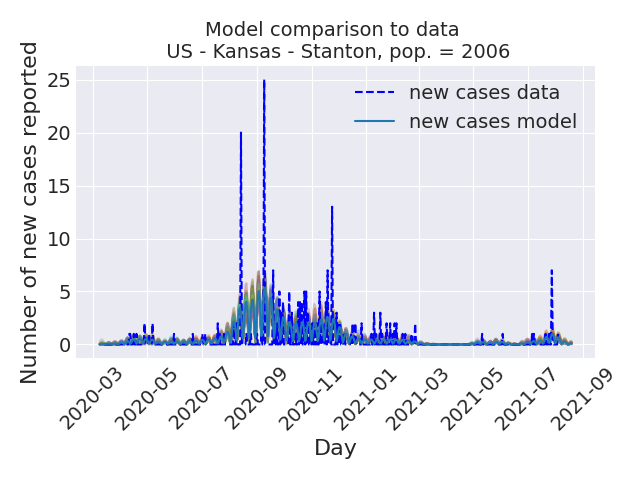 Model comparison to data
US - Kansas - Stanton, pop. = 2006
Number of new cases reported
25
20
15
10
5
0
new cases data
new cases model
2020-03
2020-05
2020-07
2020-09
2020-11
2021-01
2021-03
2021-05
2021-07
2021-09
Day